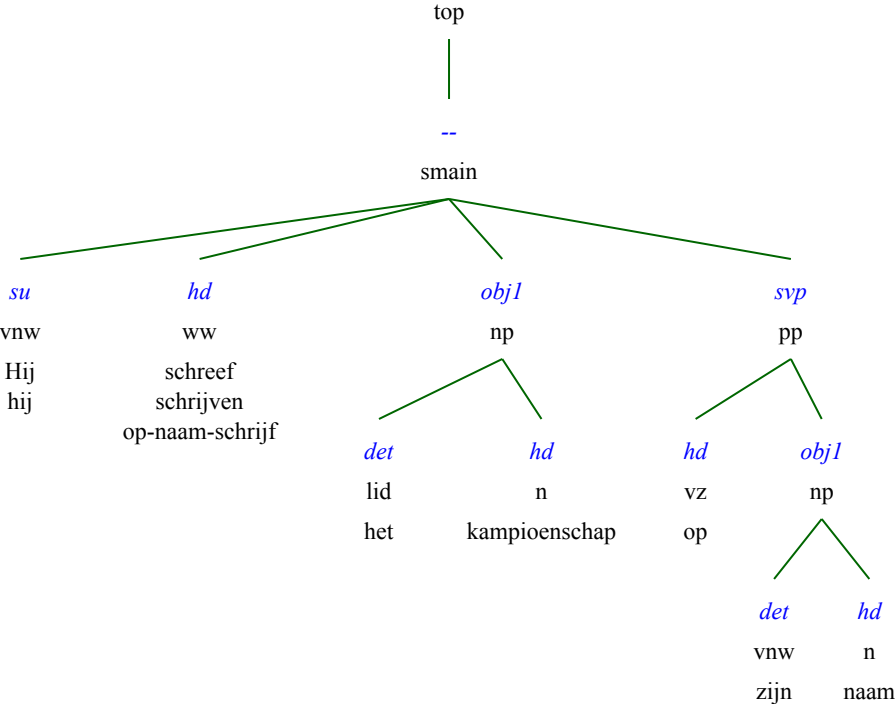 top
--
smain
su hd obj1 svp
vnw ww np pp
Hij schreef
hij schrijven
op-naam-schrijf
det hd hd obj1
lid n vz np
het kampioenschap op
det hd
vnw n
zijn naam